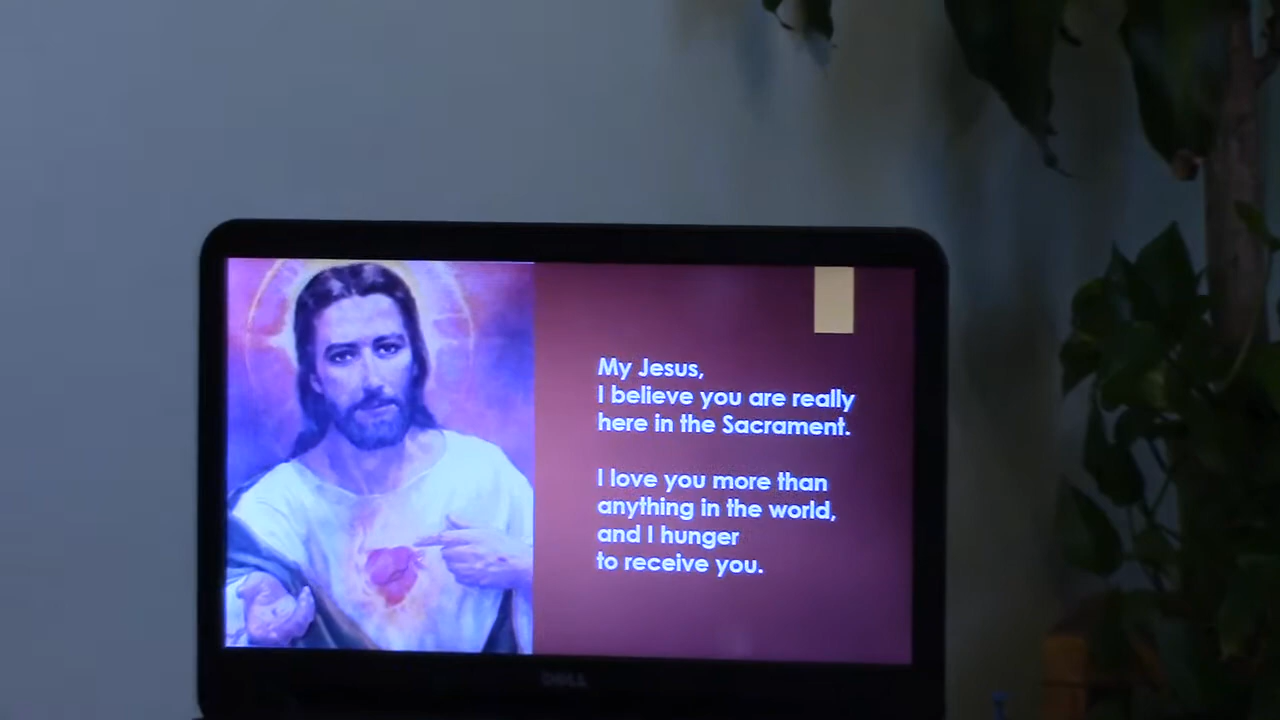 My Jesus,
I believe you are really
here in the Sacrament.
I love you more than
anything in the world,
and I hunger
to receive you.
DELL